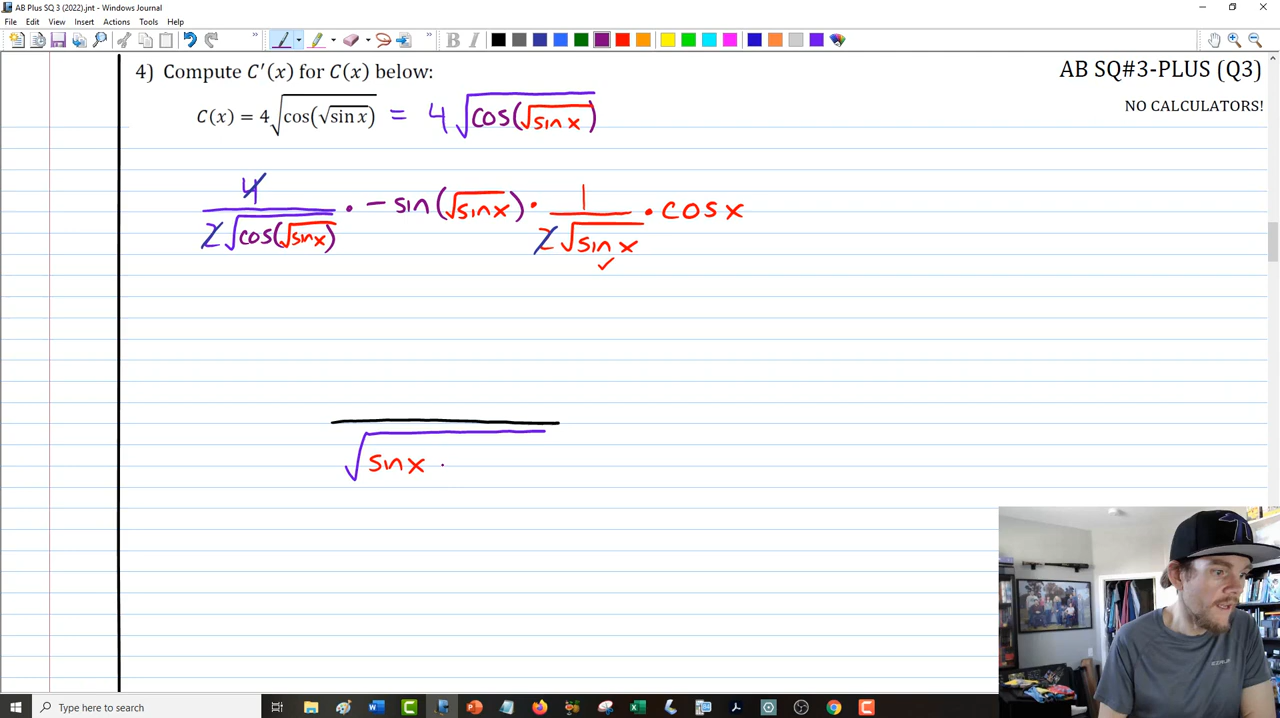 AB Plus SQ 3 (2022).jnt - Windows Journal
File Edit View Insert Actions Tools Help
4) Compute C′(x) for C(x) below:
AB SQ#3-PLUS (Q3)
NO CALCULATORS!
C(x) = 4√(cos(√(sin x))) = 4√(cos(√(sin x)))
4/(2√(cos(√(sin x)))) • −sin(√(sin x)) • 1/(2√(sin x)) • cos x
√(sin x ·
Type here to search